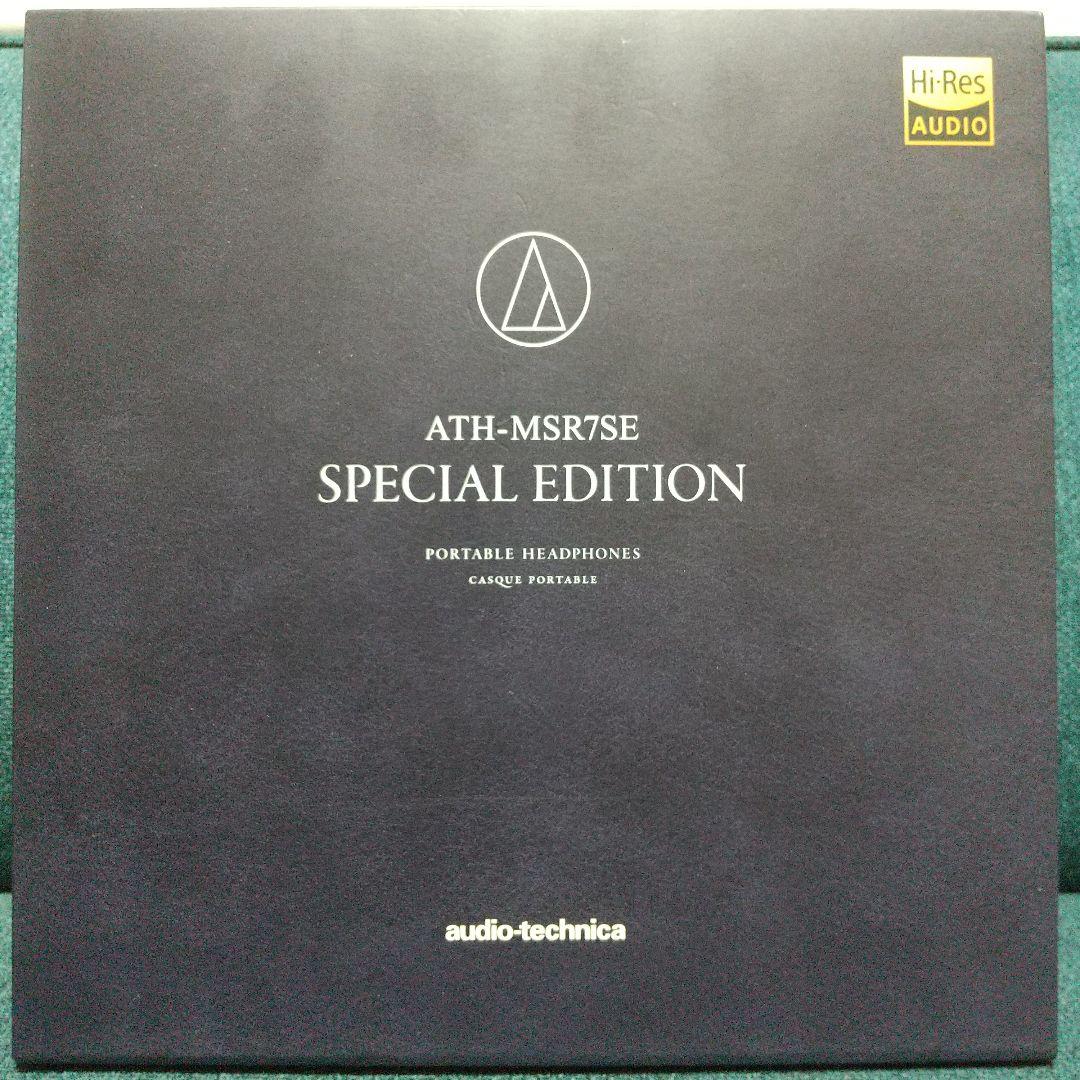 Hi-Res
AUDIO
ATH-MSR7SE
SPECIAL EDITION
PORTABLE HEADPHONES
CASQUE PORTABLE
audio-technica